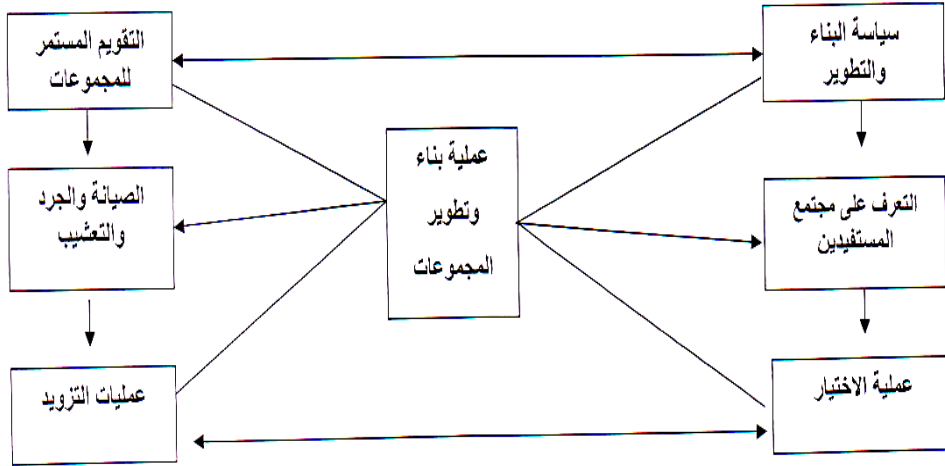 سياسة البناء
والتطوير
التقويم المستمر
للمجموعات
عملية بناء
وتطوير
المجموعات
التعرف على مجتمع
المستفيدين
الصيانة والجرد
والتعشيب
عملية الاختيار
عمليات التزويد